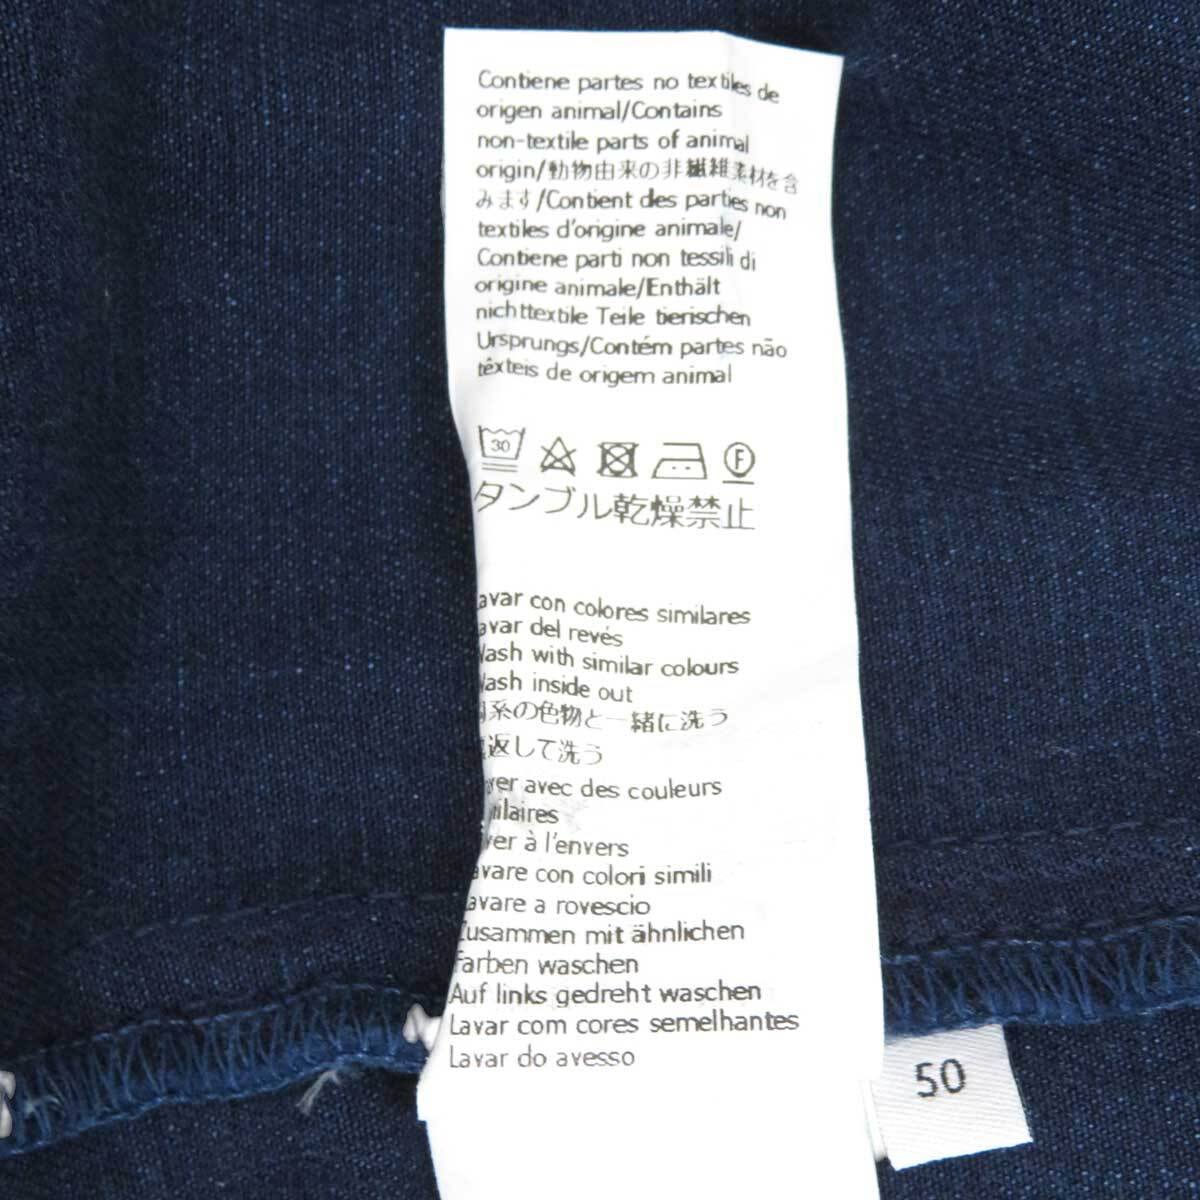 Contiene partes no textiles de
origen animal/Contains
non-textile parts of animal
origin/動物由来の非繊維素材を含
みます/Contient des parties non
textiles d'origine animale/
Contiene parti non tessili di
origine animale/Enthält
nichttextile Teile tierischen
Ursprungs/Contém partes não
têxteis de origem animal
30 F
タンブル乾燥禁止
avar con colores similares
avar del revés
ash with similar colours
ash inside out
系の色物と一緒に洗う
返して洗う
ver avec des couleurs
ilaires
ver à l'envers
avare con colori simili
avare a rovescio
Zusammen mit ähnlichen
Farben waschen
Auf links gedreht waschen
Lavar com cores semelhantes
Lavar do avesso
50